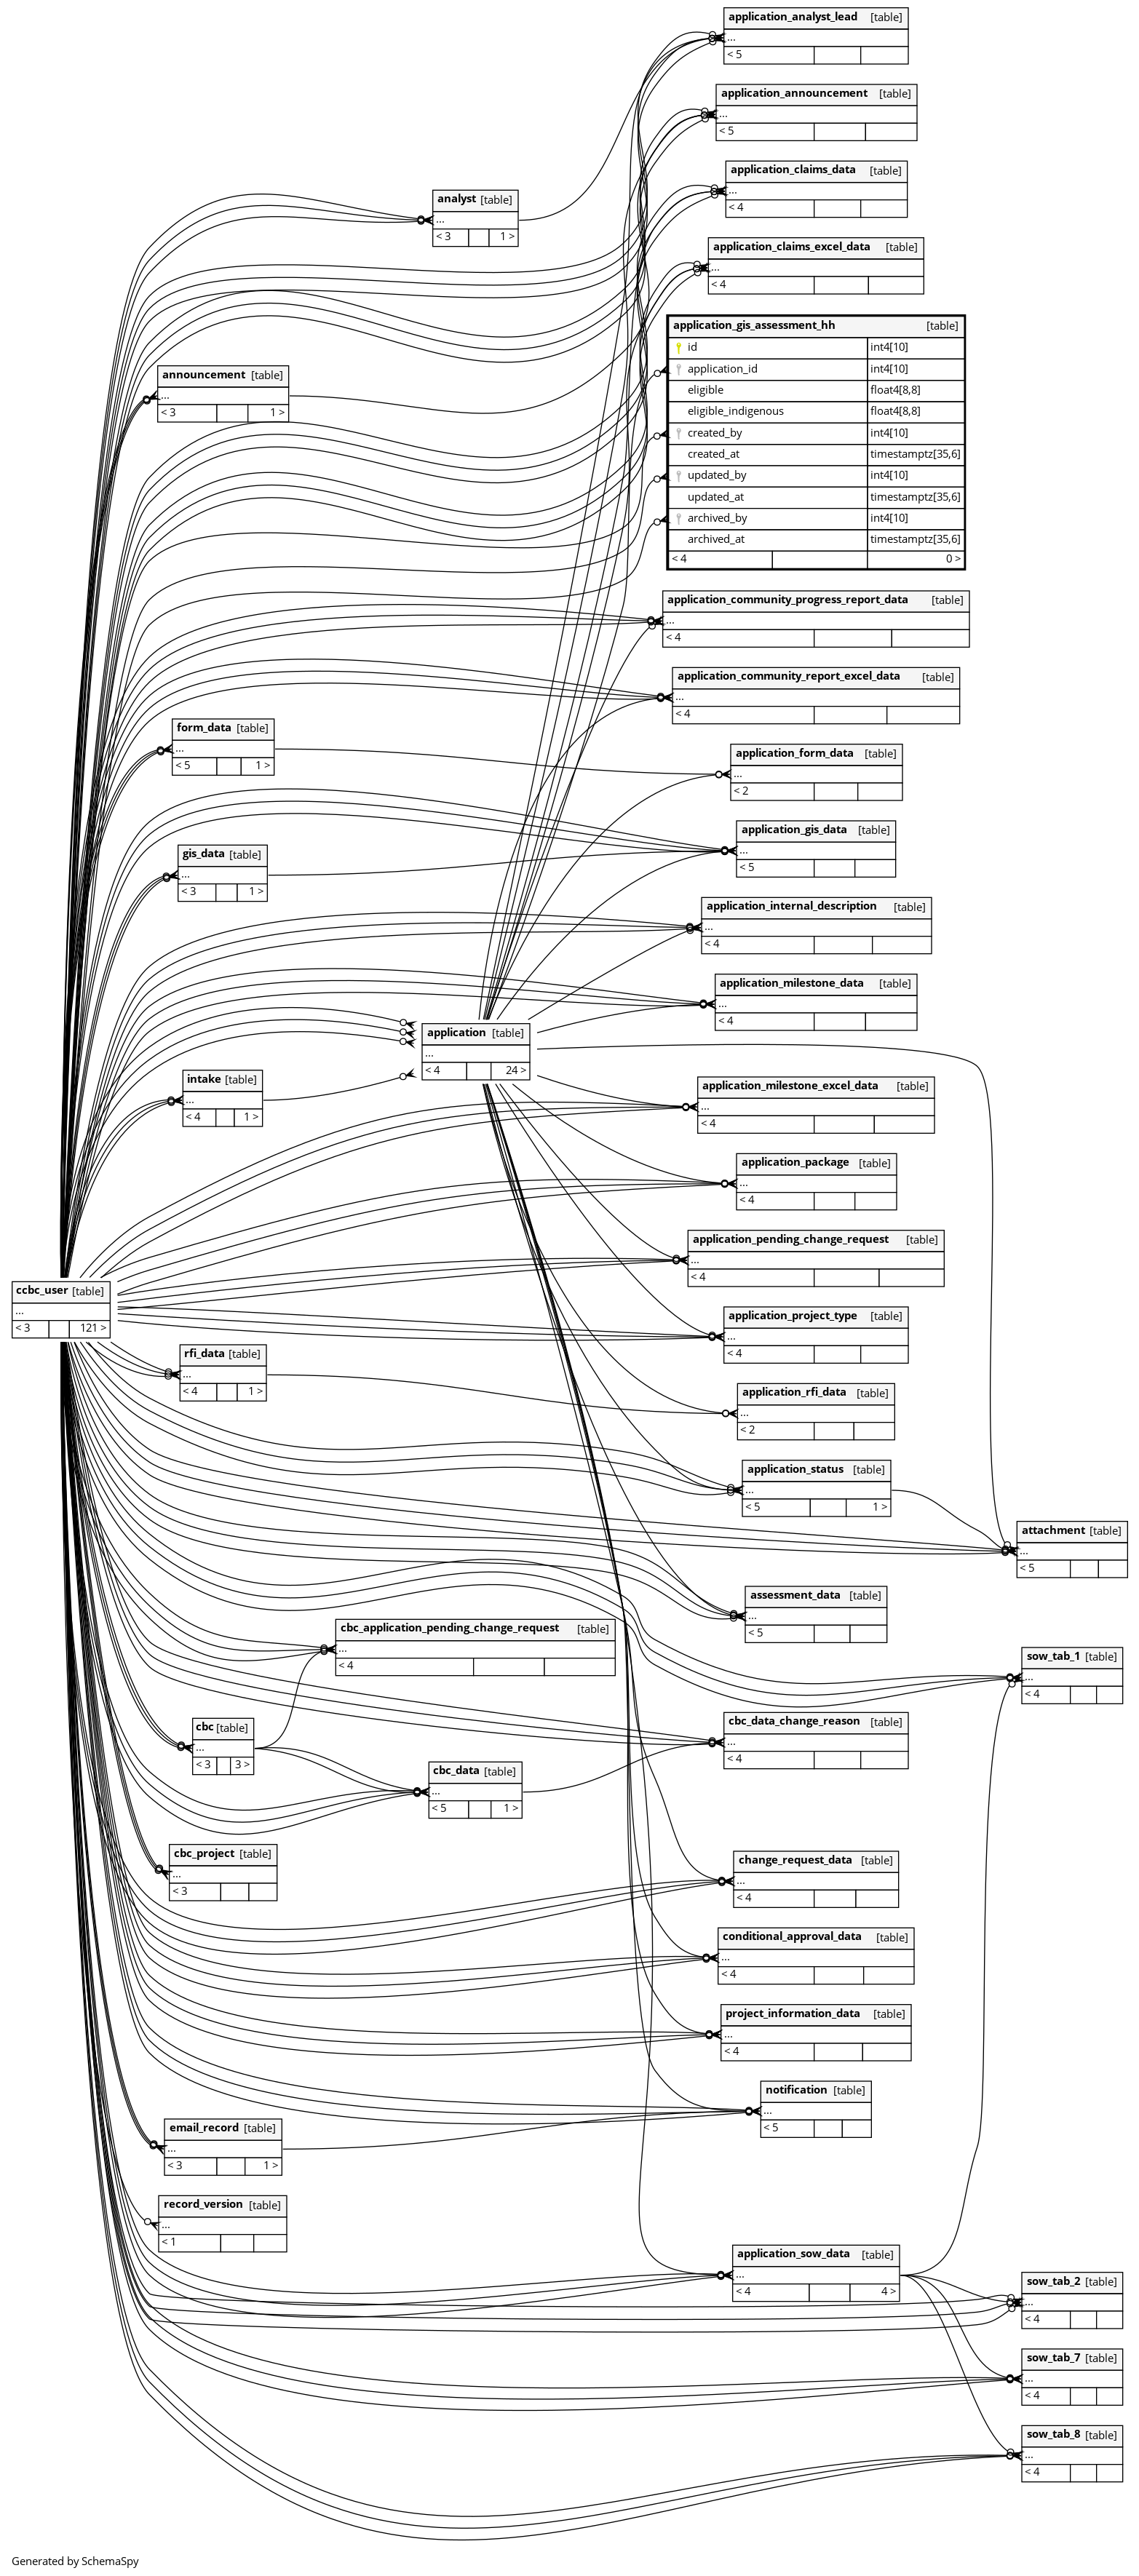 application_analyst_lead [table]
...
< 5
application_announcement [table]
...
< 5
application_claims_data [table]
...
< 4
analyst [table]
...
< 3 1 >
application_claims_excel_data [table]
...
< 4
application_gis_assessment_hh [table]
id int4[10]
application_id int4[10]
eligible float4[8,8]
eligible_indigenous float4[8,8]
created_by int4[10]
created_at timestamptz[35,6]
updated_by int4[10]
updated_at timestamptz[35,6]
archived_by int4[10]
archived_at timestamptz[35,6]
< 4 0 >
announcement [table]
...
< 3 1 >
application_community_progress_report_data [table]
...
< 4
application_community_report_excel_data [table]
...
< 4
form_data [table]
...
< 5 1 >
application_form_data [table]
...
< 2
application_gis_data [table]
...
< 5
gis_data [table]
...
< 3 1 >
application_internal_description [table]
...
< 4
application_milestone_data [table]
...
< 4
application [table]
...
< 4 24 >
intake [table]
...
< 4 1 >
application_milestone_excel_data [table]
...
< 4
application_package [table]
...
< 4
application_pending_change_request [table]
...
< 4
ccbc_user [table]
...
< 3 121 >
application_project_type [table]
...
< 4
rfi_data [table]
...
< 4 1 >
application_rfi_data [table]
...
< 2
application_status [table]
...
< 5 1 >
attachment [table]
...
< 5
assessment_data [table]
...
< 5
cbc_application_pending_change_request [table]
...
< 4
sow_tab_1 [table]
...
< 4
cbc [table]
...
< 3 3 >
cbc_data_change_reason [table]
...
< 4
cbc_data [table]
...
< 5 1 >
cbc_project [table]
...
< 3
change_request_data [table]
...
< 4
conditional_approval_data [table]
...
< 4
project_information_data [table]
...
< 4
notification [table]
...
< 5
email_record [table]
...
< 3 1 >
record_version [table]
...
< 1
application_sow_data [table]
...
< 4 4 >
sow_tab_2 [table]
...
< 4
sow_tab_7 [table]
...
< 4
sow_tab_8 [table]
...
< 4
Generated by SchemaSpy